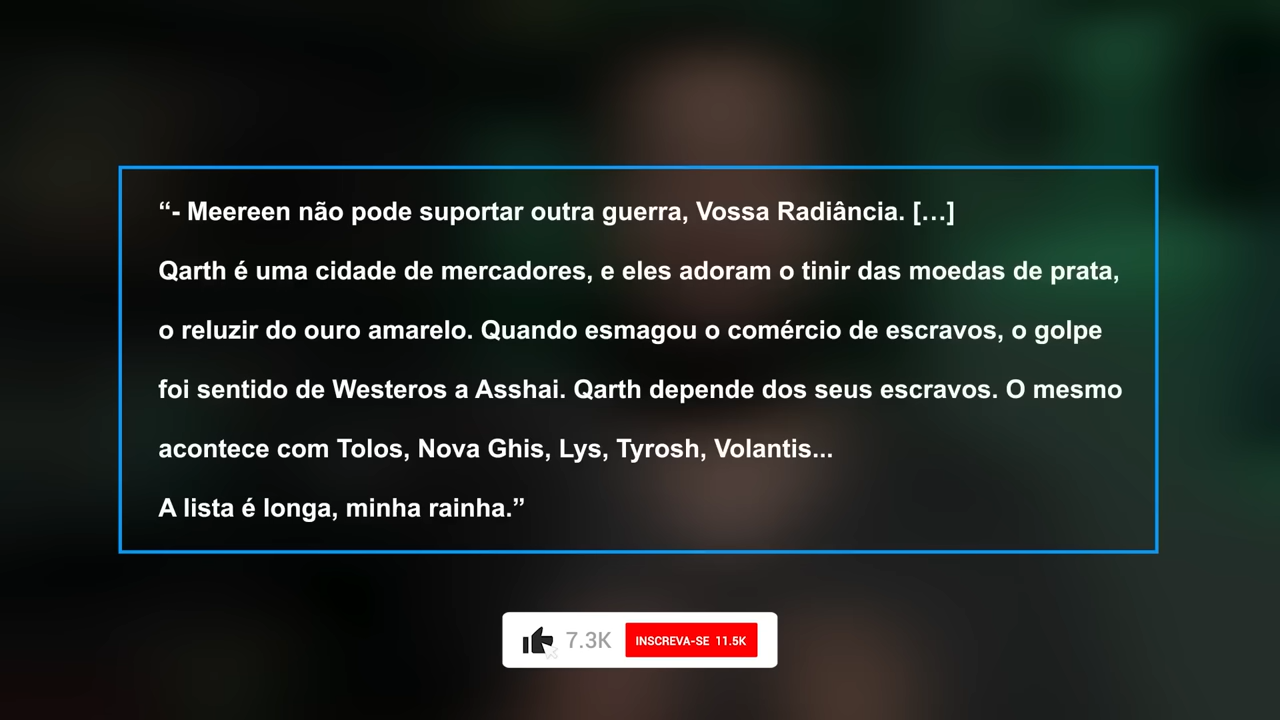 “- Meereen não pode suportar outra guerra, Vossa Radiância. […]
Qarth é uma cidade de mercadores, e eles adoram o tinir das moedas de prata,
o reluzir do ouro amarelo. Quando esmagou o comércio de escravos, o golpe
foi sentido de Westeros a Asshai. Qarth depende dos seus escravos. O mesmo
acontece com Tolos, Nova Ghis, Lys, Tyrosh, Volantis...
A lista é longa, minha rainha.”
7.3K INSCREVA-SE 11.5K